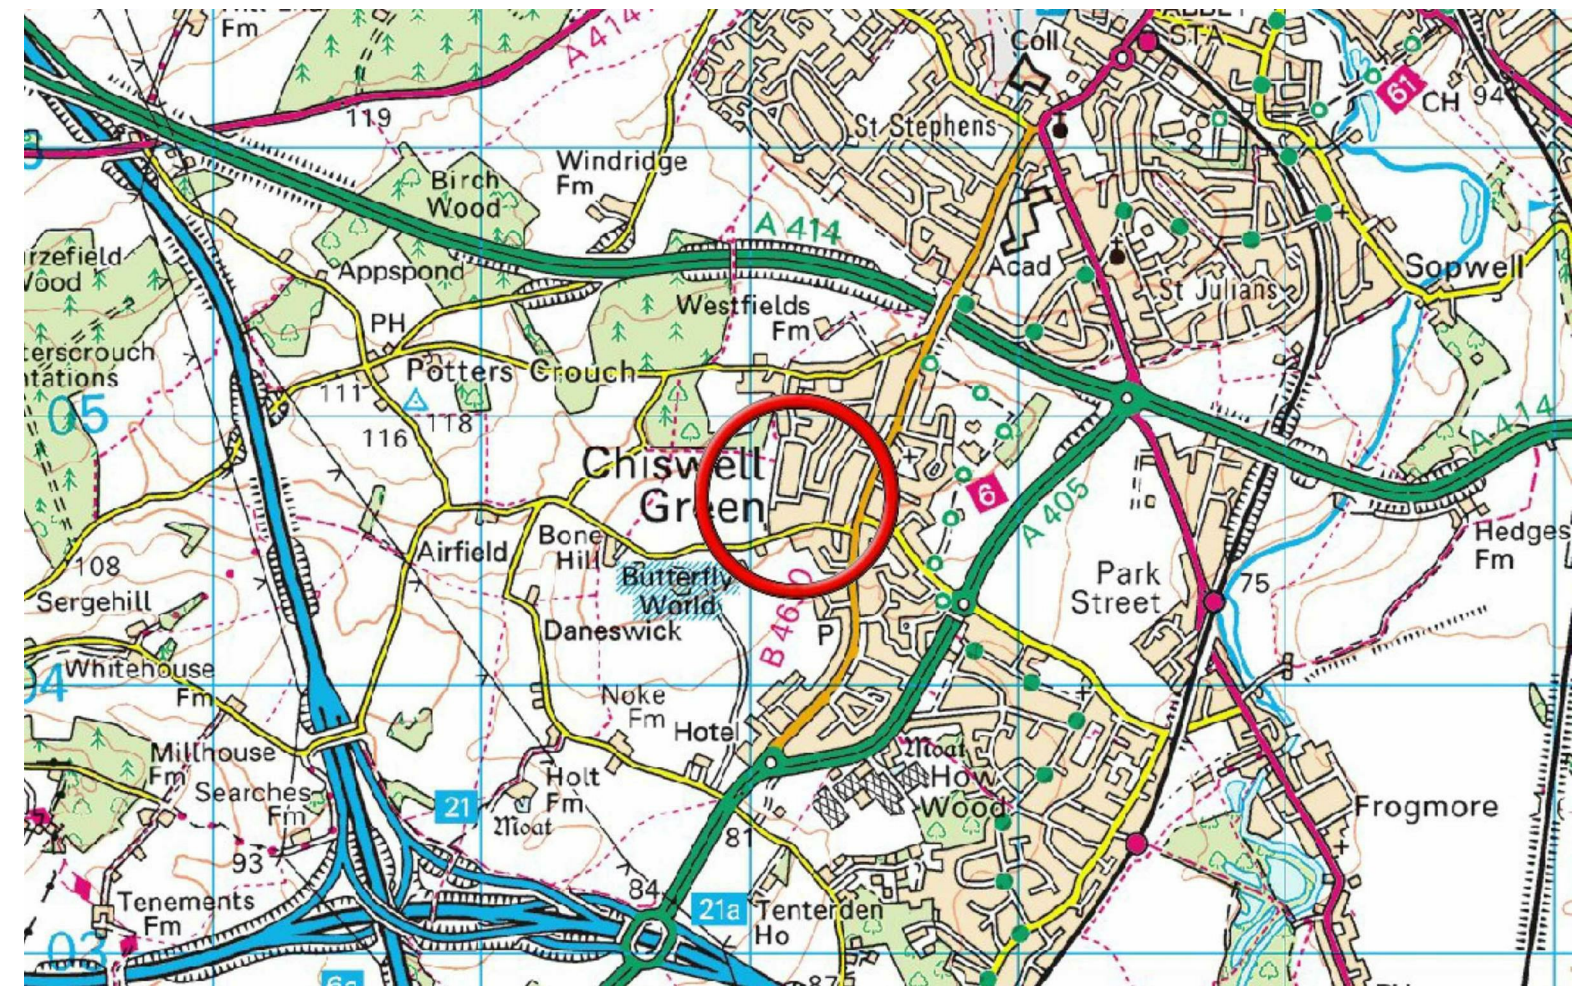 Fm
A 414
Coll
STA
61
CH
94
119
St Stephens
Windridge
Fm
Birch
Wood
A 414
Appspond
Acad
Sopwell
St Julians
Westfields
Fm
PH
Potters Crouch
111
118
05
116
A 414
Chiswell
Green
6
A 405
Hedges
Fm
Airfield
Bone
Hill
108
Butterfly
World
Park
Street
75
Sergehill
Daneswick
P
Whitehouse
Fm
04
Noke
Fm
Hotel
Millhouse
Fm
Searches
Fm
Holt
Fm
Moat
Moat
How
Wood
Frogmore
21
81
93
84
21a
Tenterden
Ho
Tenements
Fm
03